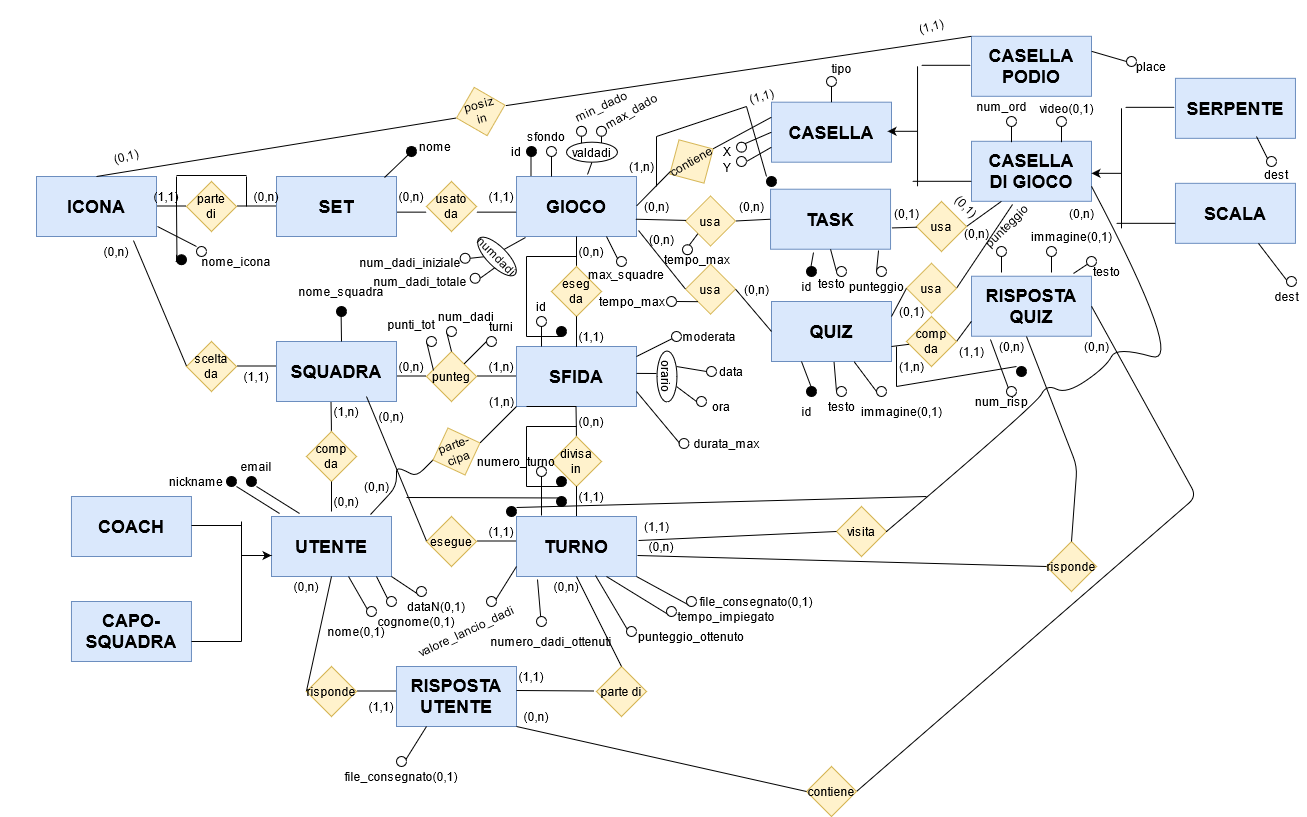 (1,1)
CASELLA
PODIO
place
tipo
posiz
in
(1,1)
min_dado
max_dado
num_ord
video(0,1)
SERPENTE
dest
CASELLA
X
Y
contiene
sfondo
id
valdadi
nome
(0,1)
CASELLA
DI GIOCO
(1,n)
ICONA
(1,1)
parte
di
(0,n)
SET
(0,n)
usato
da
(1,1)
GIOCO
(0,n)
usa
(0,n)
TASK
(0,1)
usa
(0,1)
(0,n)
(0,n)
punteggio
SCALA
dest
nome_icona
(0,n)
numdadi
num_dadi_iniziale
num_dadi_totale
(0,n)
max_squadre
(0,n)
tempo_max
usa
tempo_max
(0,n)
id
testo
punteggio
immagine(0,1)
testo
eseg
da
(1,1)
usa
(0,1)
RISPOSTA
QUIZ
nome_squadra
id
QUIZ
comp
da
(1,1)
(1,n)
(0,n)
(0,n)
num_risp
id
testo
immagine(0,1)
punti_tot
num_dadi
turni
moderata
scelta
da
(1,1)
SQUADRA
(0,n)
punteg
(1,n)
SFIDA
orario
data
ora
durata_max
(1,n)
(0,n)
(1,n)
(0,n)
parte-
cipa
comp
da
(0,n)
(0,n)
numero_turno
divisa
in
(1,1)
email
nickname
COACH
UTENTE
esegue
(1,1)
TURNO
(1,1)
(0,n)
visita
risponde
(0,n)
nome(0,1)
cognome(0,1)
dataN(0,1)
valore_lancio_dadi
numero_dadi_ottenuti
(0,n)
file_consegnato(0,1)
tempo_impiegato
punteggio_ottenuto
CAPO-
SQUADRA
risponde
(1,1)
RISPOSTA
UTENTE
(1,1)
parte di
(0,n)
file_consegnato(0,1)
contiene